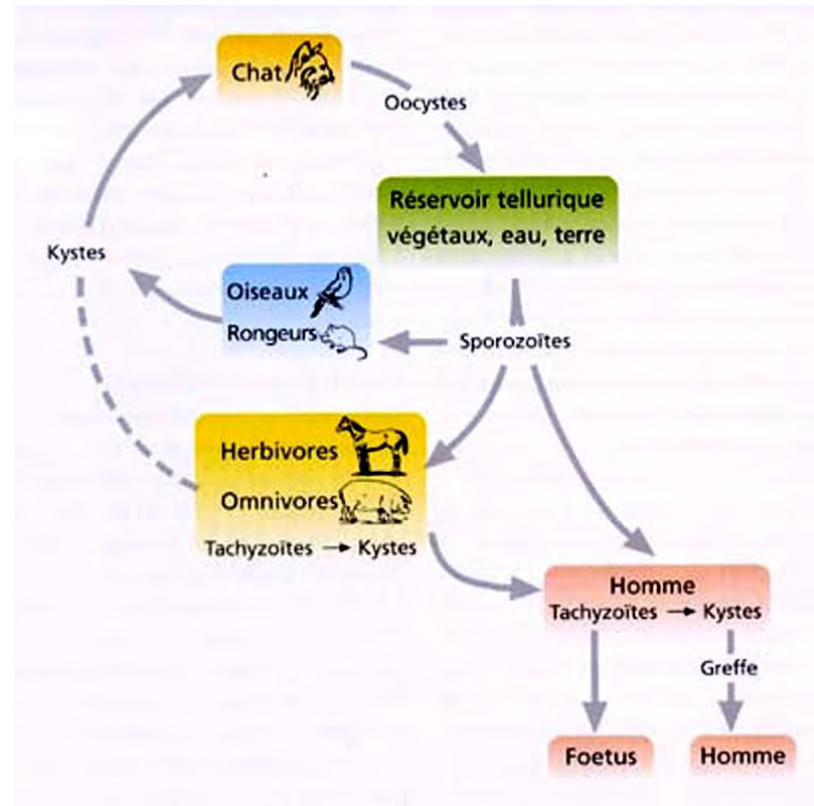 Chat
Oocystes
Réservoir tellurique
végétaux, eau, terre
Kystes
Oiseaux
Rongeurs
Sporozoïtes
Herbivores
Omnivores
Tachyzoïtes → Kystes
Homme
Tachyzoïtes → Kystes
Greffe
Foetus
Homme